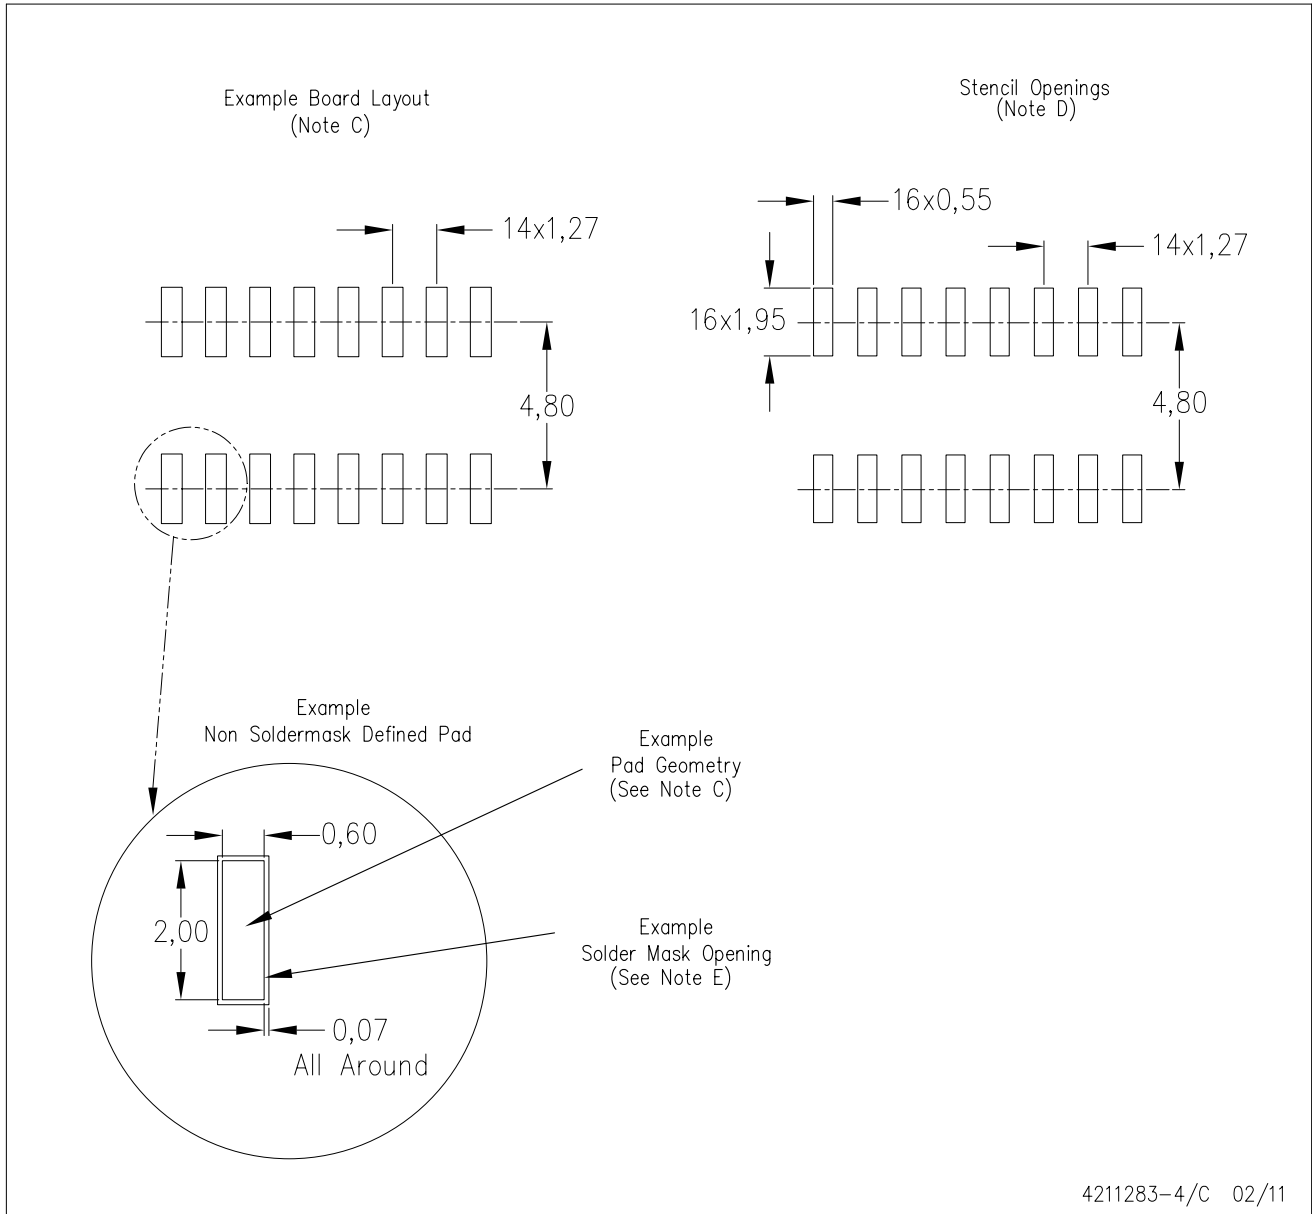 Example Board Layout
(Note C)
Stencil Openings
(Note D)
14x1,27
4,80
16x0,55
14x1,27
16x1,95
4,80
Example
Non Soldermask Defined Pad
Example
Pad Geometry
(See Note C)
0,60
2,00
Example
Solder Mask Opening
(See Note E)
0,07
All Around
4211283-4/C 02/11